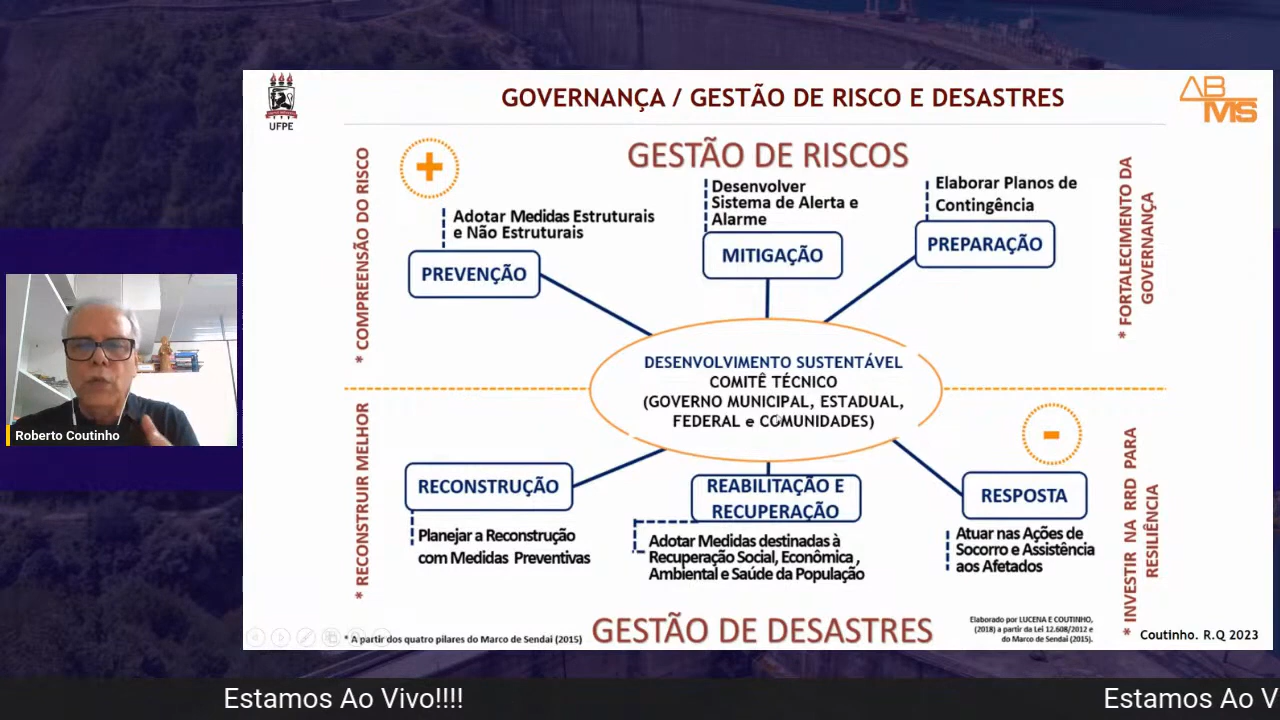 UFPE
GOVERNANÇA / GESTÃO DE RISCO E DESASTRES
ABMS
GESTÃO DE RISCOS
* COMPREENSÃO DO RISCO
+
Adotar Medidas Estruturais
e Não Estruturais
PREVENÇÃO
Desenvolver
Sistema de Alerta e
Alarme
MITIGAÇÃO
Elaborar Planos de
Contingência
PREPARAÇÃO
* FORTALECIMENTO DA
GOVERNANÇA
DESENVOLVIMENTO SUSTENTÁVEL
COMITÊ TÉCNICO
(GOVERNO MUNICIPAL, ESTADUAL,
FEDERAL e COMUNIDADES)
Roberto Coutinho
* RECONSTRUIR MELHOR
RECONSTRUÇÃO
Planejar a Reconstrução
com Medidas Preventivas
REABILITAÇÃO E
RECUPERAÇÃO
Adotar Medidas destinadas à
Recuperação Social, Econômica,
Ambiental e Saúde da População
-
RESPOSTA
Atuar nas Ações de
Socorro e Assistência
aos Afetados
* INVESTIR NA RRD PARA
RESILIÊNCIA
* A partir dos quatro pilares do Marco de Sendai (2015)
GESTÃO DE DESASTRES
Elaborado por LUCENA E COUTINHO,
(2018) a partir da Lei 12.608/2012 e
do Marco de Sendai (2015).
Coutinho. R.Q 2023
Estamos Ao Vivo!!!!
Estamos Ao V